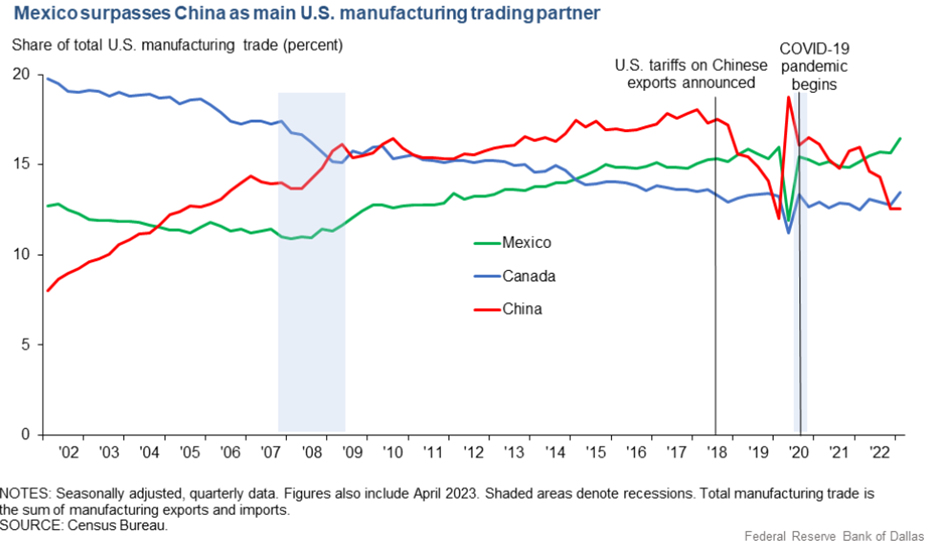 Mexico surpasses China as main U.S. manufacturing trading partner
Share of total U.S. manufacturing trade (percent)
U.S. tariffs on Chinese
exports announced
COVID-19
pandemic
begins
20
15
10
5
0
Mexico
Canada
China
'02 '03 '04 '05 '06 '07 '08 '09 '10 '11 '12 '13 '14 '15 '16 '17 '18 '19 '20 '21 '22
NOTES: Seasonally adjusted, quarterly data. Figures also include April 2023. Shaded areas denote recessions. Total manufacturing trade is
the sum of manufacturing exports and imports.
SOURCE: Census Bureau.
Federal Reserve Bank of Dallas